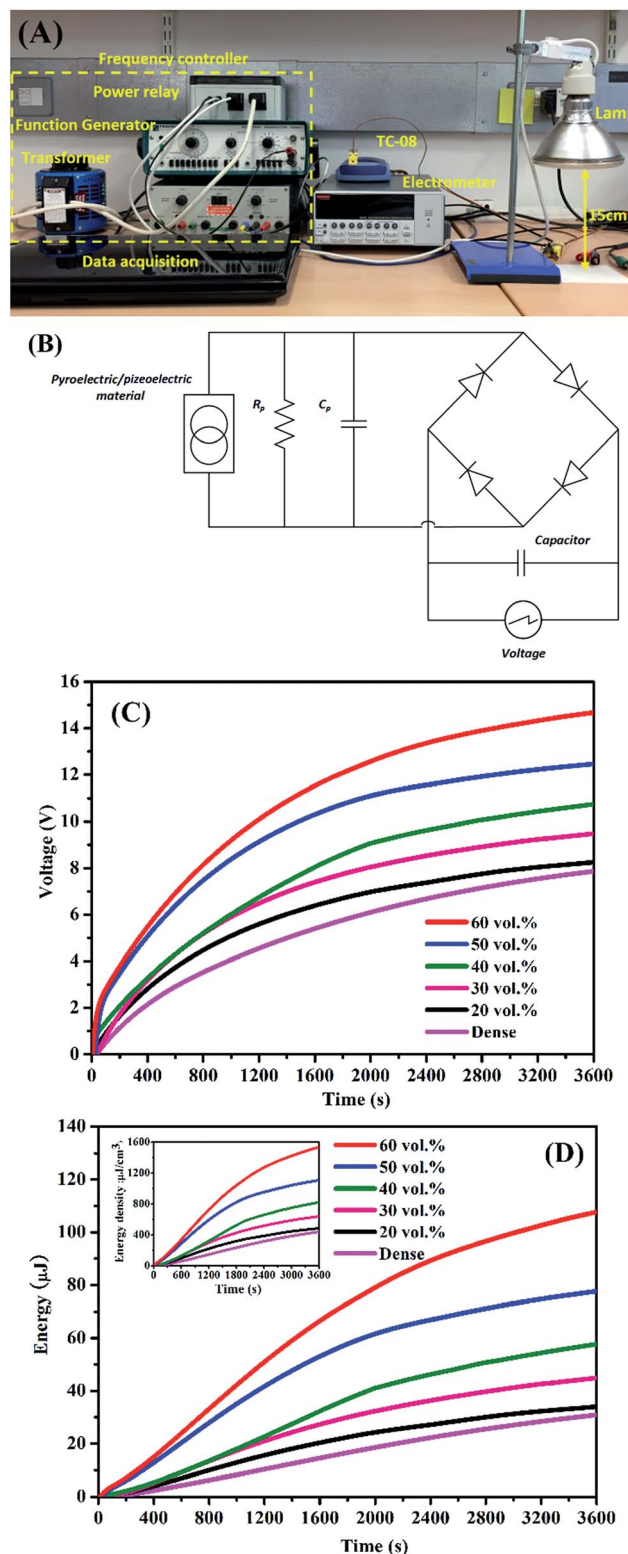 (A)
Frequency controller
Power relay
Function Generator
Transformer
TC-08
Electrometer
Lam
15cm
Data acquisition
(B)
Pyroelectric/pizeoelectric
material
Rp
Cp
Capacitor
Voltage
(C)
16
14
12
10
8
6
4
2
0
Voltage (V)
60 vol.%
50 vol.%
40 vol.%
30 vol.%
20 vol.%
Dense
0 400 800 1200 1600 2000 2400 2800 3200 3600
Time (s)
(D)
140
120
100
80
60
40
20
0
Energy (μJ)
1600
1200
800
400
0
Energy density :μJ/cm3,
0 600 1200 1800 2400 3000 3600
Time (s)
60 vol.%
50 vol.%
40 vol.%
30 vol.%
20 vol.%
Dense
0 400 800 1200 1600 2000 2400 2800 3200 3600
Time (s)